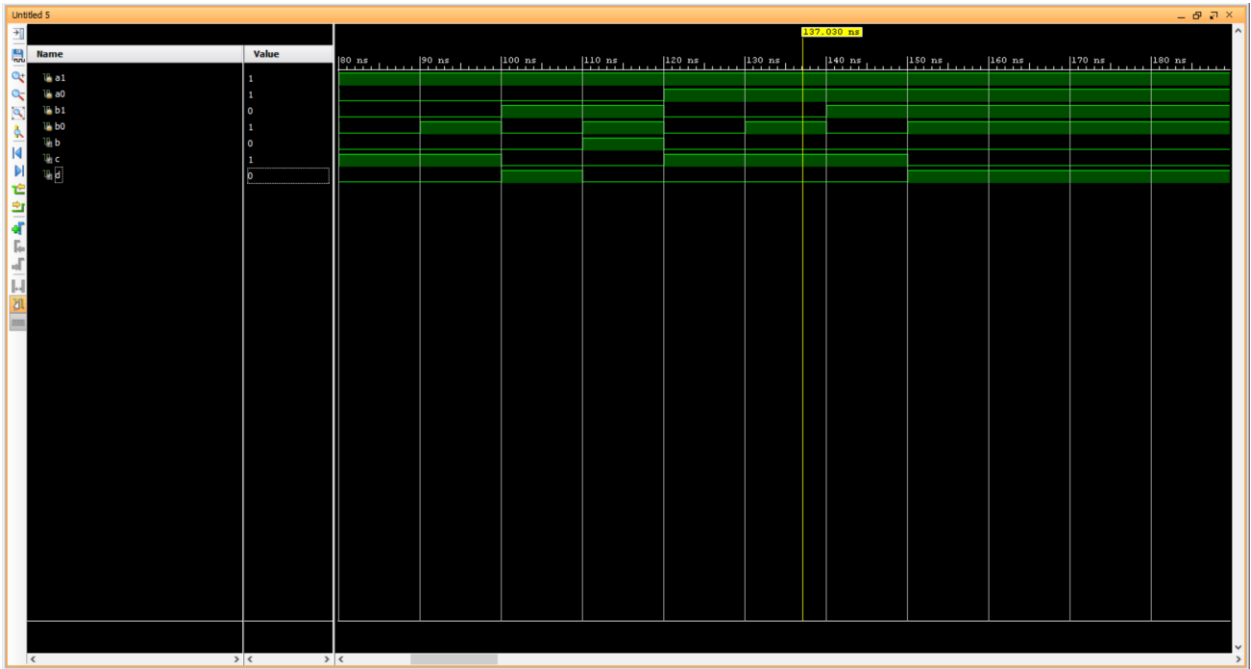 Untitled 5
137.030 ns
Name Value
80 ns 90 ns 100 ns 110 ns 120 ns 130 ns 140 ns 150 ns 160 ns 170 ns 180 ns
a1 1
a0 1
b1 0
b0 1
b 0
c 1
d 0